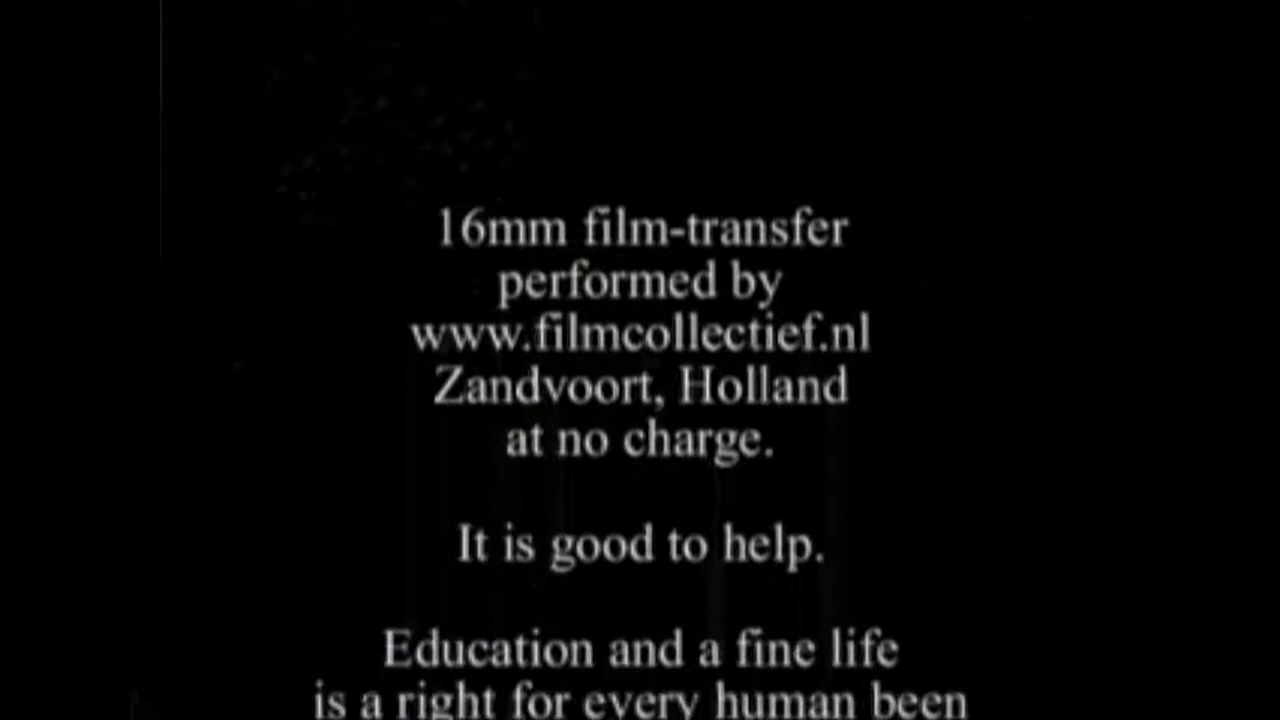 16mm film-transfer
performed by
www.filmcollectief.nl
Zandvoort, Holland
at no charge.
It is good to help.
Education and a fine life
is a right for every human been